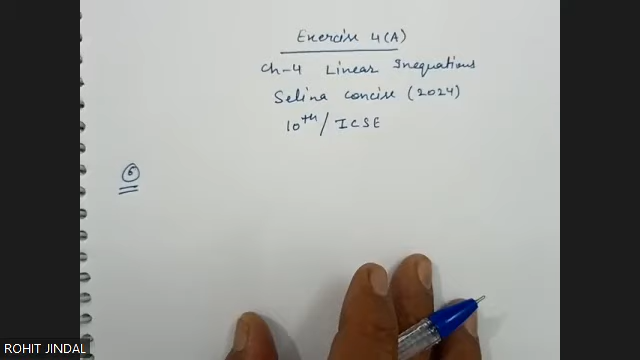 Exercise 4(A)
Ch-4 Linear Inequations
Selina Concise (2024)
10th / ICSE
6
ROHIT JINDAL